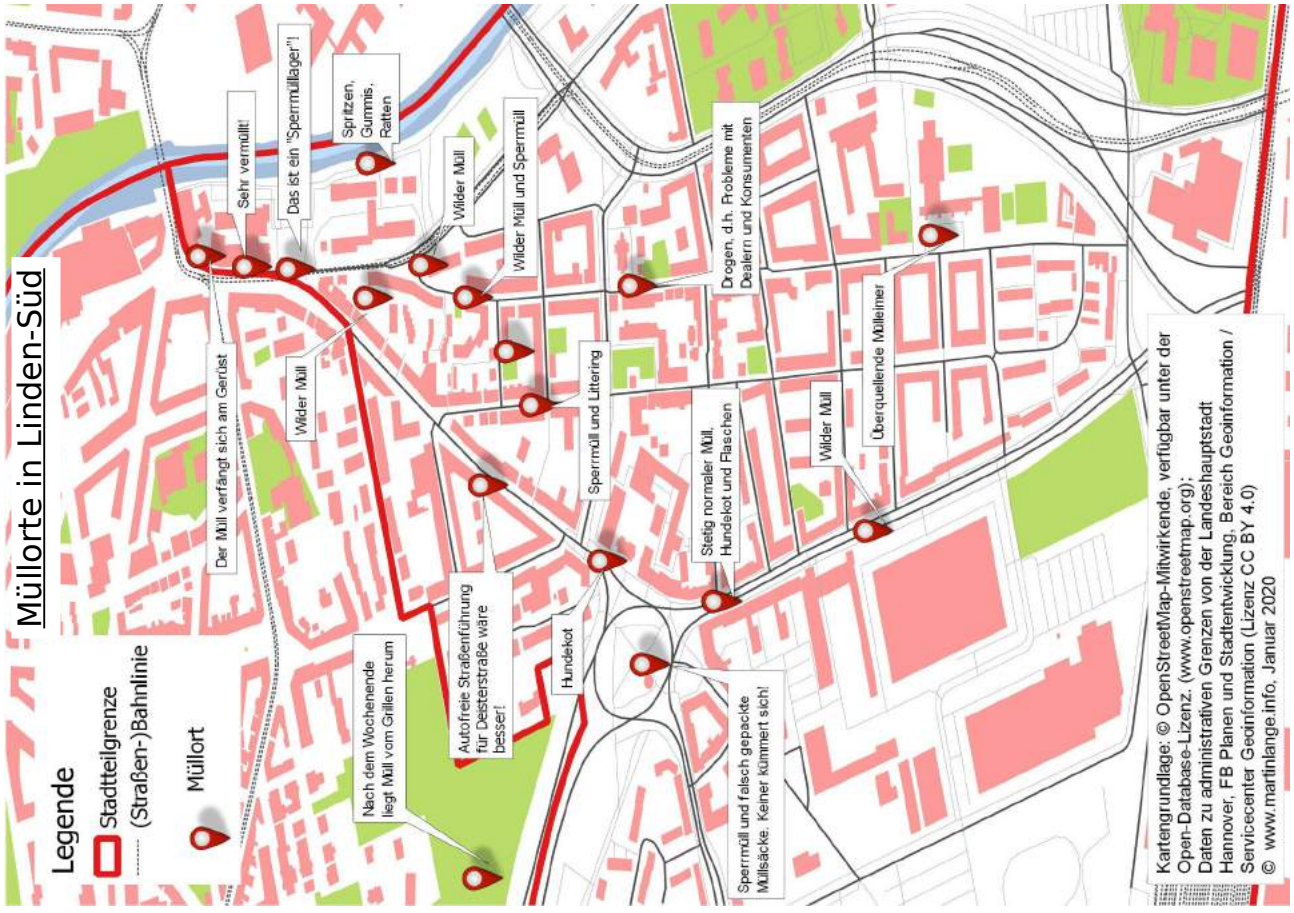 Müllorte in Linden-Süd
Legende
Stadtteilgrenze
(Straßen-)Bahnlinie
Müllort
Der Müll verfängt sich am Gerüst
Sehr vermüllt!
Das ist ein "Sperrmülllager"!
Spritzen,
Gummis,
Ratten
Wilder Müll
Wilder Müll
Wilder Müll und Sperrmüll
Nach dem Wochenende
liegt Müll vom Grillen herum
Autofreie Straßenführung
für Deisterstraße wäre
besser!
Sperrmüll und Littering
Hundekot
Drogen, d.h. Probleme mit
Dealern und Konsumenten
Stetig normaler Müll,
Hundekot und Flaschen
Sperrmüll und falsch gepackte
Müllsäcke. Keiner kümmert sich!
Wilder Müll
Überquellende Mülleimer
Kartengrundlage: © OpenStreetMap-Mitwirkende, verfügbar unter der
Open-Database-Lizenz. (www.openstreetmap.org);
Daten zu administrativen Grenzen von der Landeshauptstadt
Hannover, FB Planen und Stadtentwicklung, Bereich Geoinformation /
Servicecenter Geoinformation (Lizenz CC BY 4.0)
© www.martinlange.info, Januar 2020